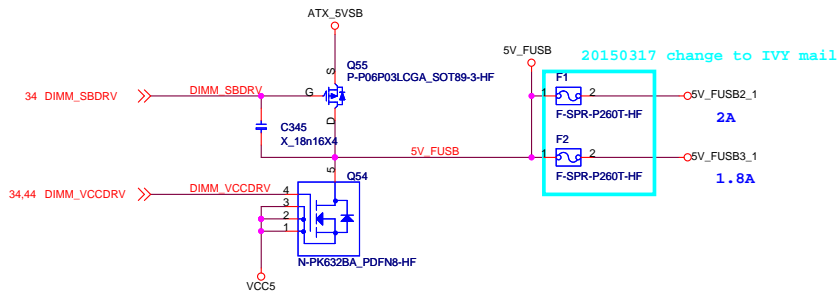 ATX_5VSB
5V_FUSB
20150317 change to IVY mail
Q55
P-P06P03LCGA_SOT89-3-HF
S
G
D
34 DIMM_SBDRV
DIMM_SBDRV
F1
1 2
F-SPR-P260T-HF
5V_FUSB2_1
2A
C345
X_18n16X4
5V_FUSB
F2
1 2
F-SPR-P260T-HF
5V_FUSB3_1
1.8A
5
Q54
34,44 DIMM_VCCDRV
DIMM_VCCDRV
4
3
2
1
N-PK632BA_PDFN8-HF
VCC5